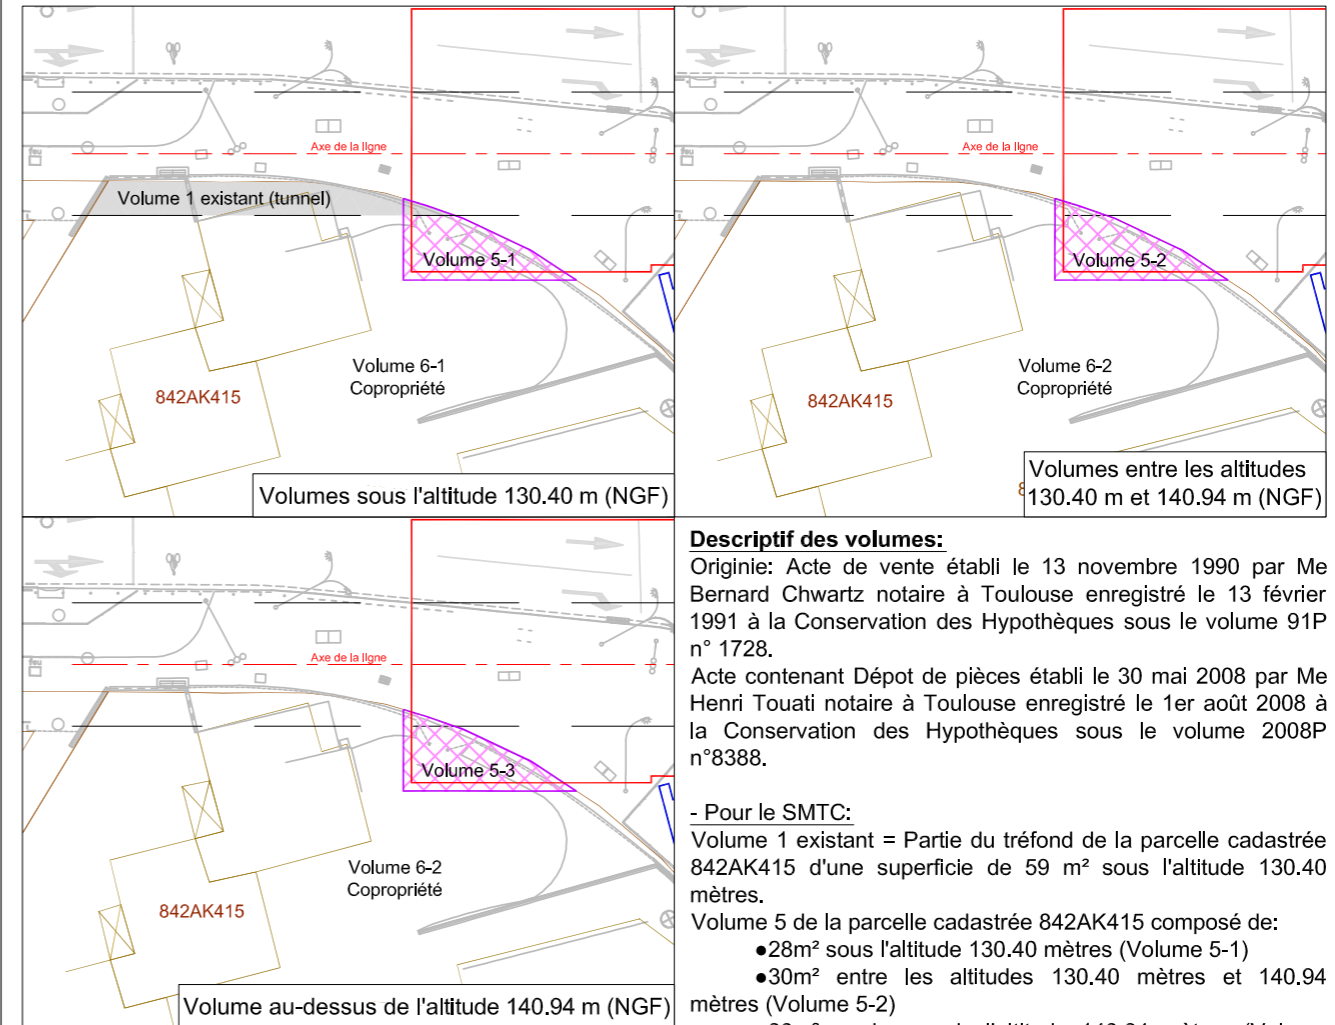 Axe de la ligne
feu
Volume 1 existant (tunnel)
Volume 5-1
Volume 6-1
Copropriété
842AK415
Volumes sous l'altitude 130.40 m (NGF)
Axe de la ligne
feu
Volume 5-2
Volume 6-2
Copropriété
842AK415
Volumes entre les altitudes
130.40 m et 140.94 m (NGF)
Axe de la ligne
feu
Volume 5-3
Volume 6-2
Copropriété
842AK415
Volume au-dessus de l'altitude 140.94 m (NGF)
Descriptif des volumes:
Originie: Acte de vente établi le 13 novembre 1990 par Me
Bernard Chwartz notaire à Toulouse enregistré le 13 février
1991 à la Conservation des Hypothèques sous le volume 91P
n° 1728.
Acte contenant Dépot de pièces établi le 30 mai 2008 par Me
Henri Touati notaire à Toulouse enregistré le 1er août 2008 à
la Conservation des Hypothèques sous le volume 2008P
n°8388.
- Pour le SMTC:
Volume 1 existant = Partie du tréfond de la parcelle cadastrée
842AK415 d'une superficie de 59 m² sous l'altitude 130.40
mètres.
Volume 5 de la parcelle cadastrée 842AK415 composé de:
●28m² sous l'altitude 130.40 mètres (Volume 5-1)
●30m² entre les altitudes 130.40 mètres et 140.94
mètres (Volume 5-2)